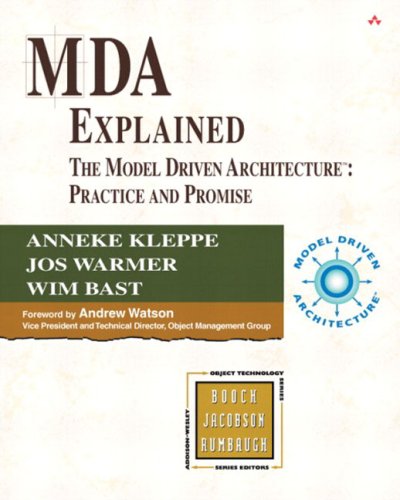 MDA
EXPLAINED
THE MODEL DRIVEN ARCHITECTURE™:
PRACTICE AND PROMISE
ANNEKE KLEPPE
JOS WARMER
WIM BAST
Foreword by Andrew Watson
Vice President and Technical Director, Object Management Group
MODEL DRIVEN
ARCHITECTURE™
OBJECT TECHNOLOGY
ADDISON-WESLEY
BOOCH
JACOBSON
RUMBAUGH
SERIES
SERIES EDITORS